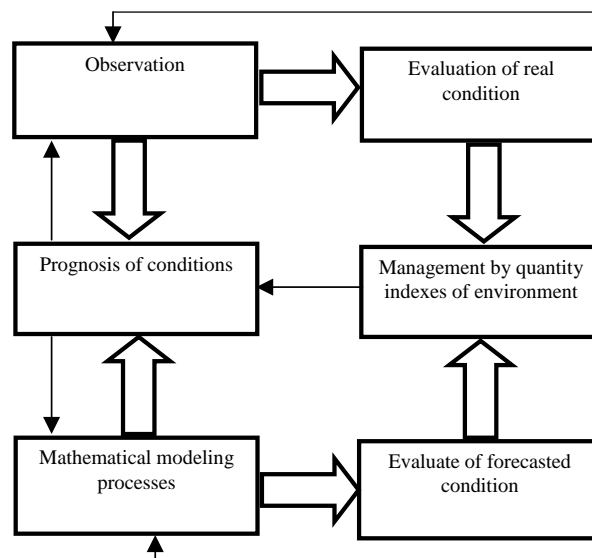 Observation
Evaluation of real
condition
Prognosis of conditions
Management by quantity
indexes of environment
Mathematical modeling
processes
Evaluate of forecasted
condition